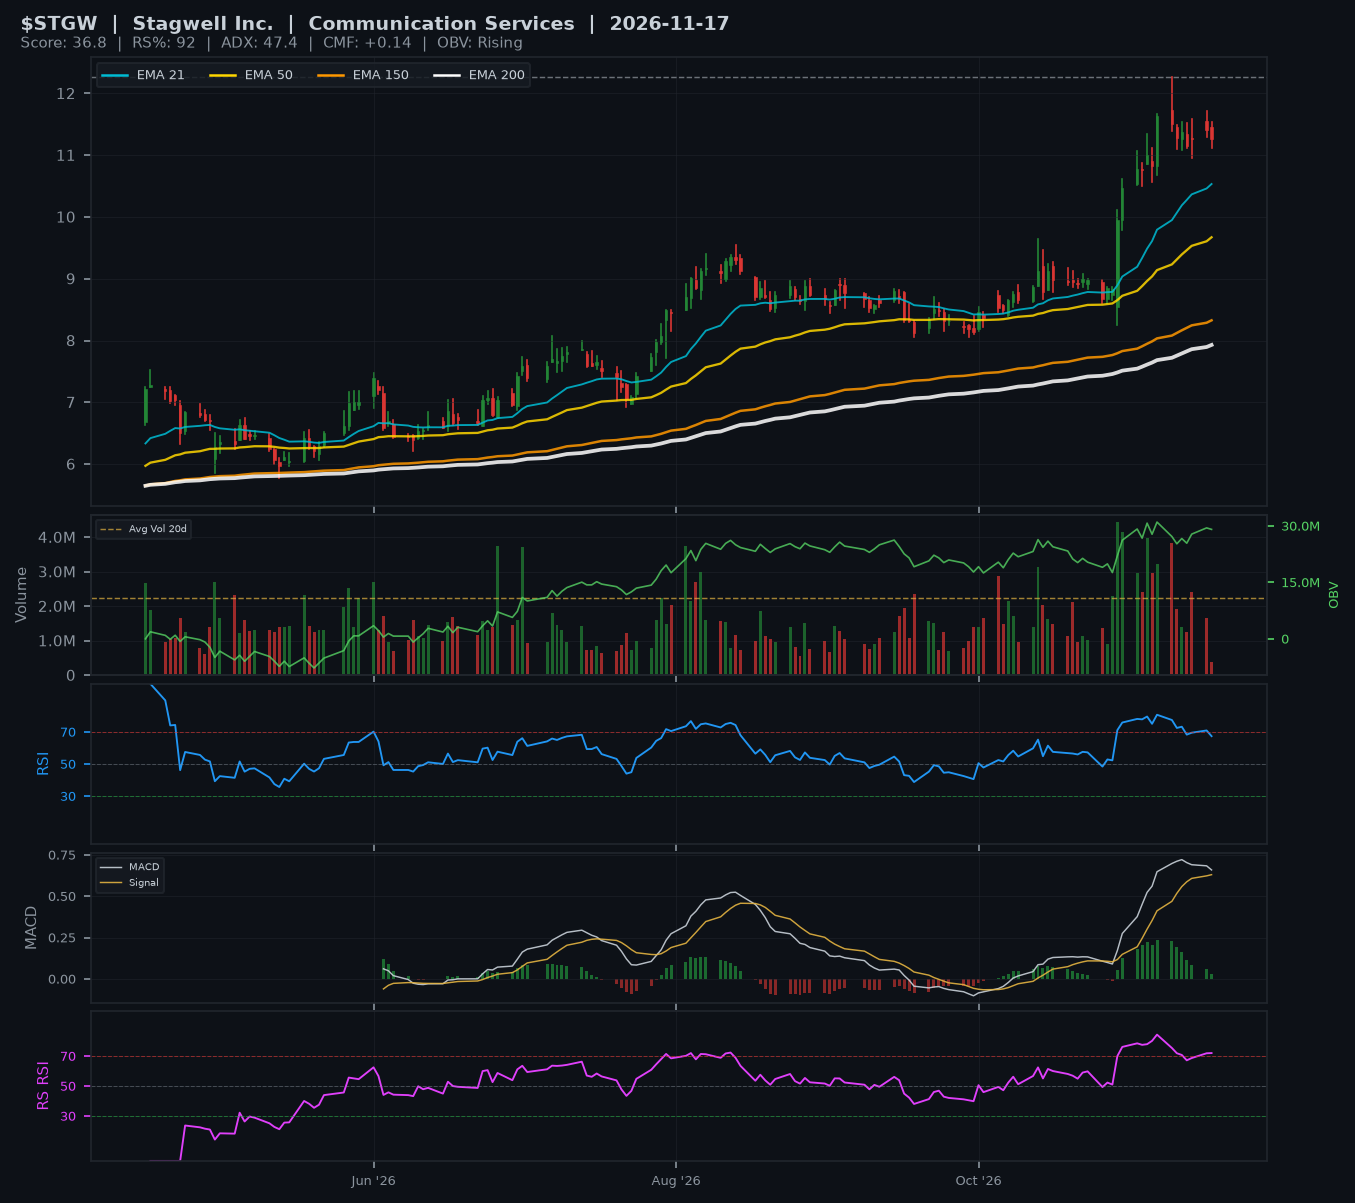 $STGW | Stagwell Inc. | Communication Services | 2026-11-17
Score: 36.8 | RS%: 92 | ADX: 47.4 | CMF: +0.14 | OBV: Rising
EMA 21 EMA 50 EMA 150 EMA 200
12
11
10
9
8
7
6
Avg Vol 20d
4.0M
3.0M
2.0M
1.0M
0
Volume
30.0M
15.0M
0
OBV
70
50
30
RSI
MACD
Signal
0.75
0.50
0.25
0.00
MACD
70
50
30
RS RSI
Jun '26 Aug '26 Oct '26